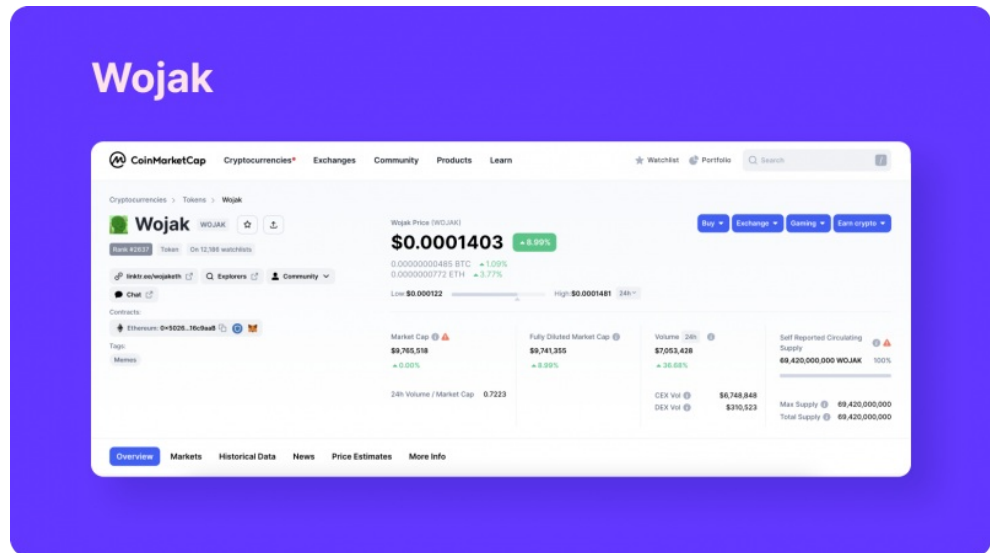 Wojak
CoinMarketCap Cryptocurrencies Exchanges Community Products Learn Watchlist Portfolio Search /
Cryptocurrencies > Tokens > Wojak
Wojak WOJAK
Rank #2637 Token On 12,186 watchlists
linktr.ee/wojaketh Explorers Community
Chat
Contracts:
Ethereum: 0x5026...16c9aa8
Tags:
Memes
Wojak Price (WOJAK)
$0.0001403 8.99%
0.00000000485 BTC 1.09%
0.0000000772 ETH 3.77%
Low:$0.000122 High:$0.0001481 24h
Buy Exchange Gaming Earn crypto
Market Cap
$9,765,518
0.00%
24h Volume / Market Cap 0.7223
Fully Diluted Market Cap
$9,741,355
8.99%
Volume 24h
$7,053,428
36.68%
CEX Vol $6,748,848
DEX Vol $310,523
Self Reported Circulating
Supply
69,420,000,000 WOJAK 100%
Max Supply 69,420,000,000
Total Supply 69,420,000,000
Overview Markets Historical Data News Price Estimates More Info